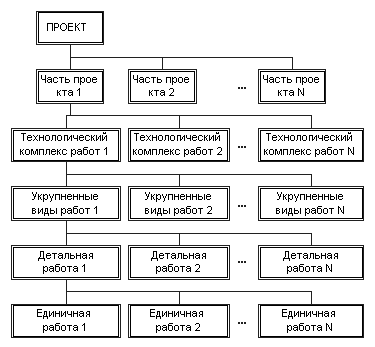 ПРОЕКТ
Часть прое
кта 1
Часть прое
кта 2
...
Часть прое
кта N
Технологический
комплекс работ 1
Технологический
комплекс работ 2
...
Технологический
комплекс работ N
Укрупненные
виды работ 1
Укрупненные
виды работ 2
...
Укрупненные
виды работ N
Детальная
работа 1
Детальная
работа 2
...
Детальная
работа N
Единичная
работа 1
Единичная
работа 2
...
Единичная
работа N